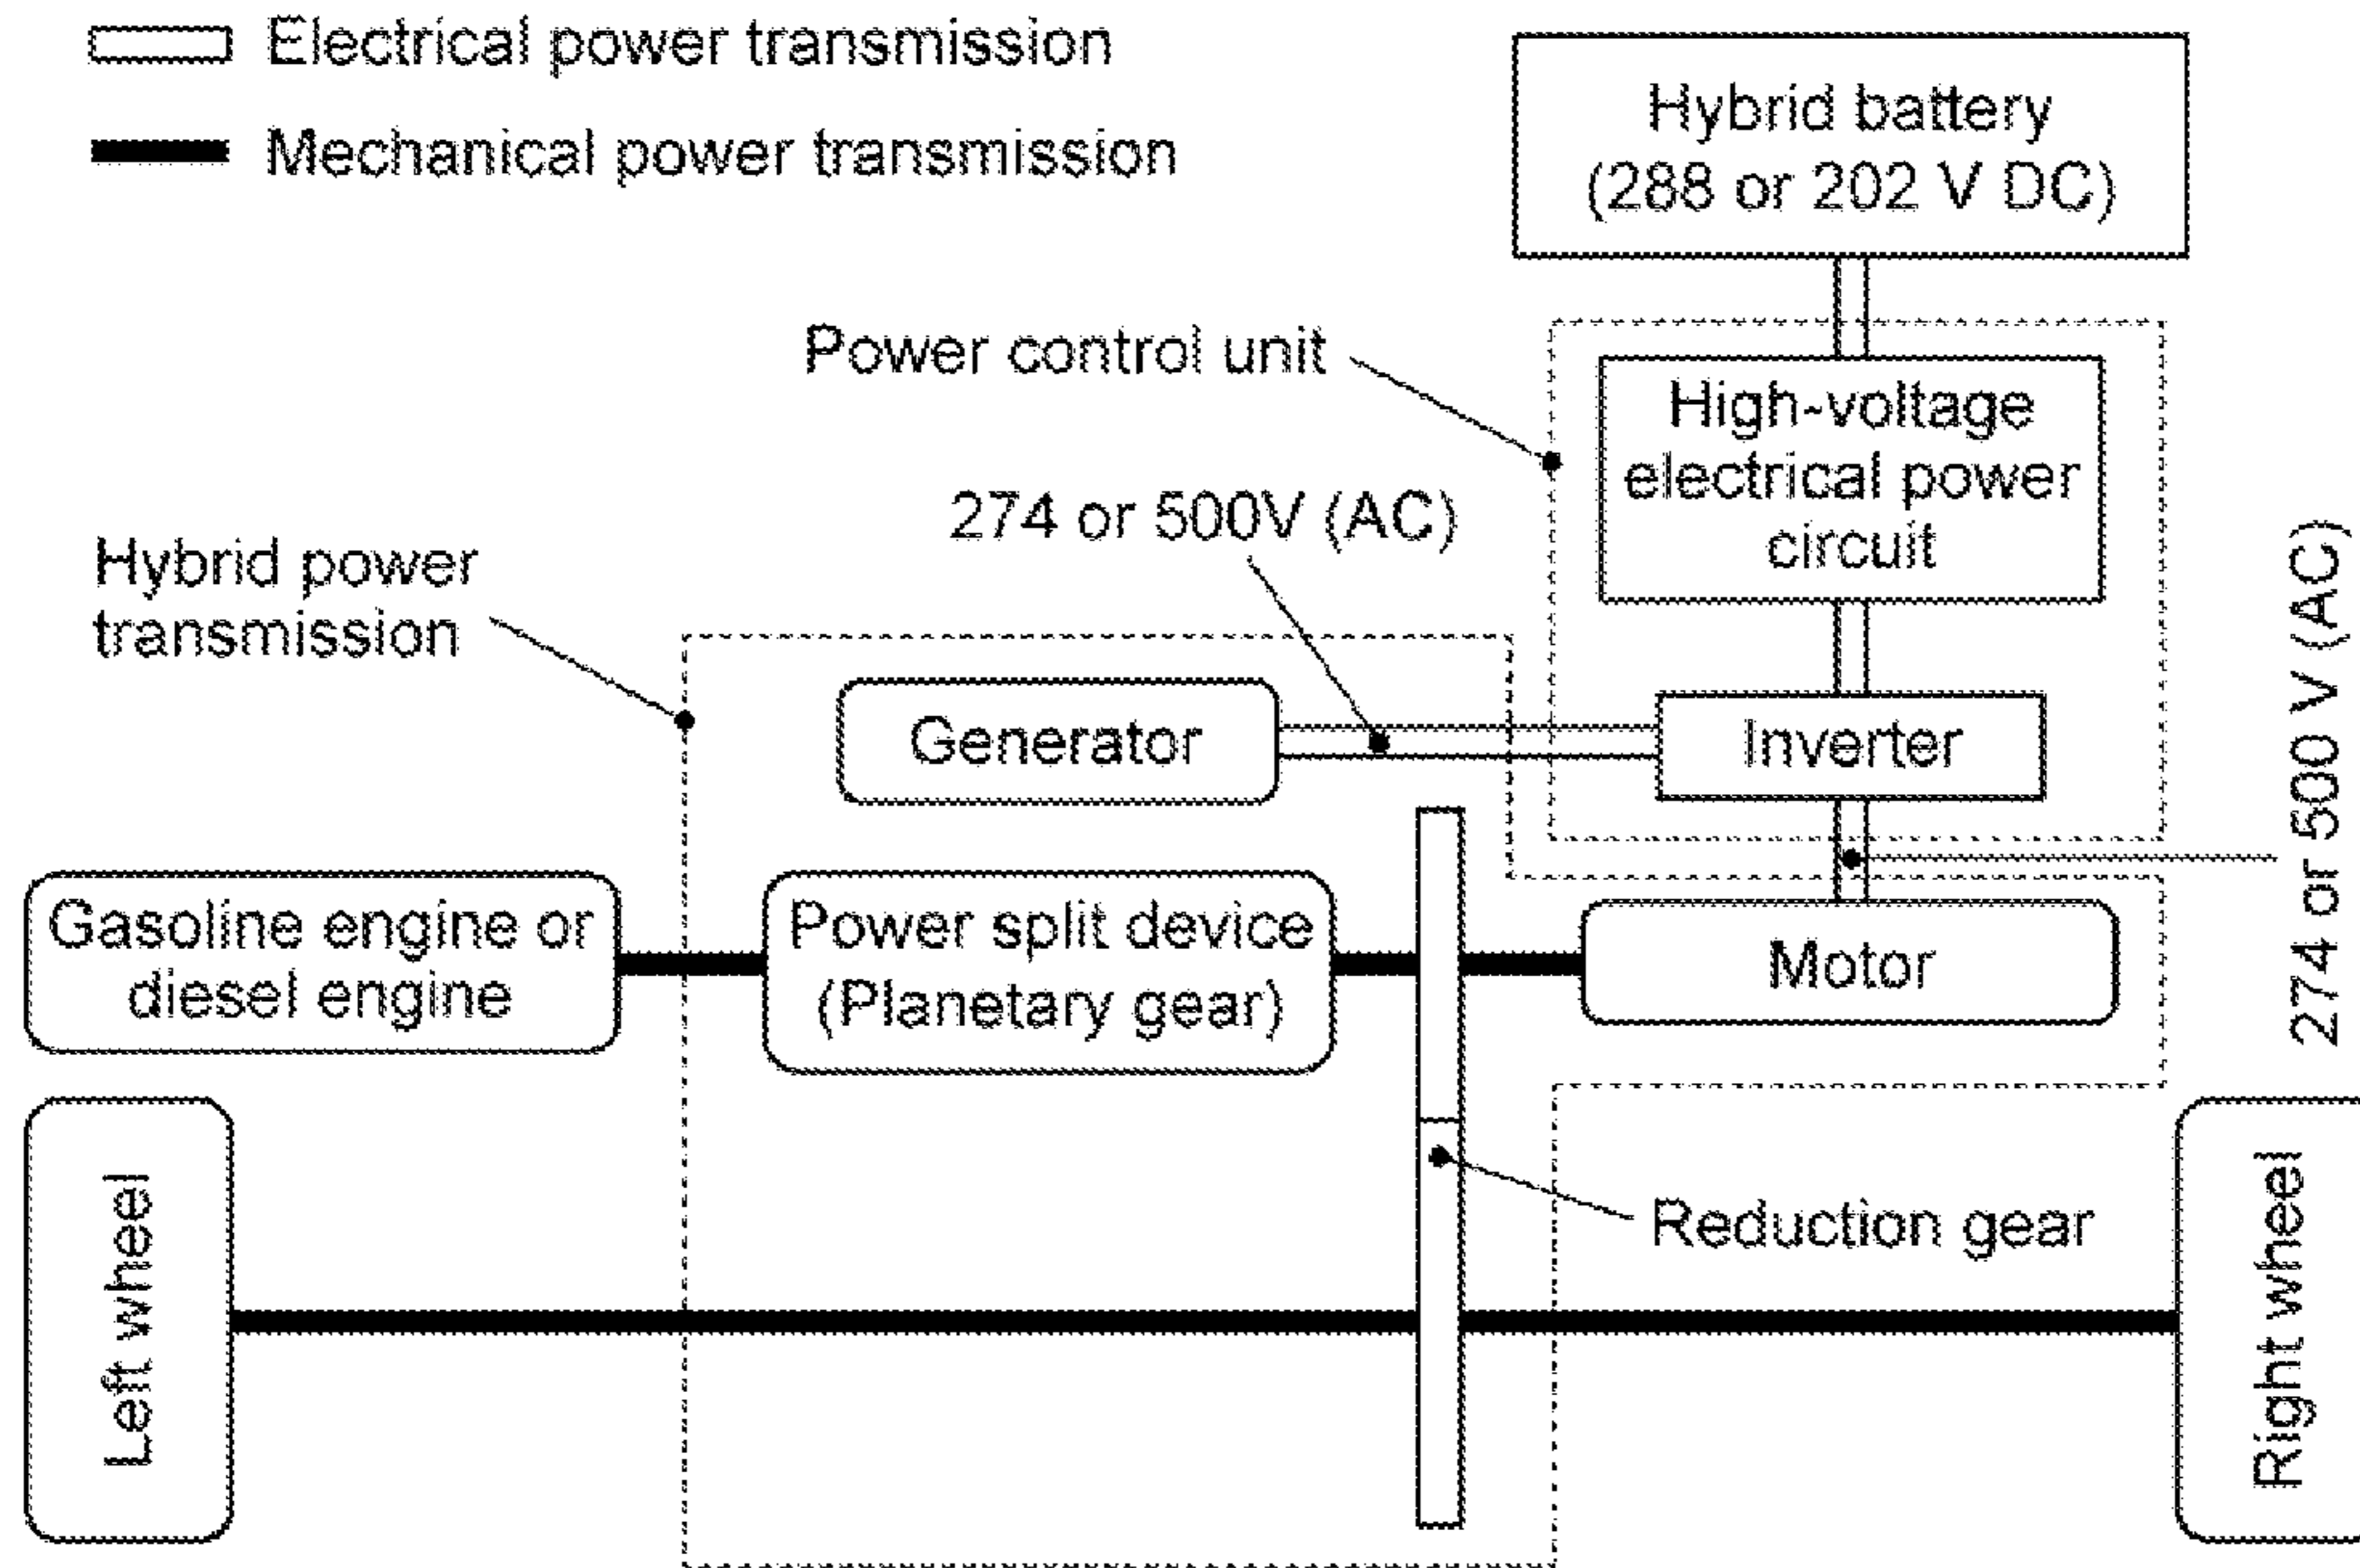 Electrical power transmission
Mechanical power transmission
Hybrid battery
(288 or 202 V DC)
Power control unit
High-voltage
electrical power
circuit
274 or 500V (AC)
Hybrid power
transmission
Generator
Inverter
274 or 500 V (AC)
Gasoline engine or
diesel engine
Power split device
(Planetary gear)
Motor
Left wheel
Reduction gear
Right wheel